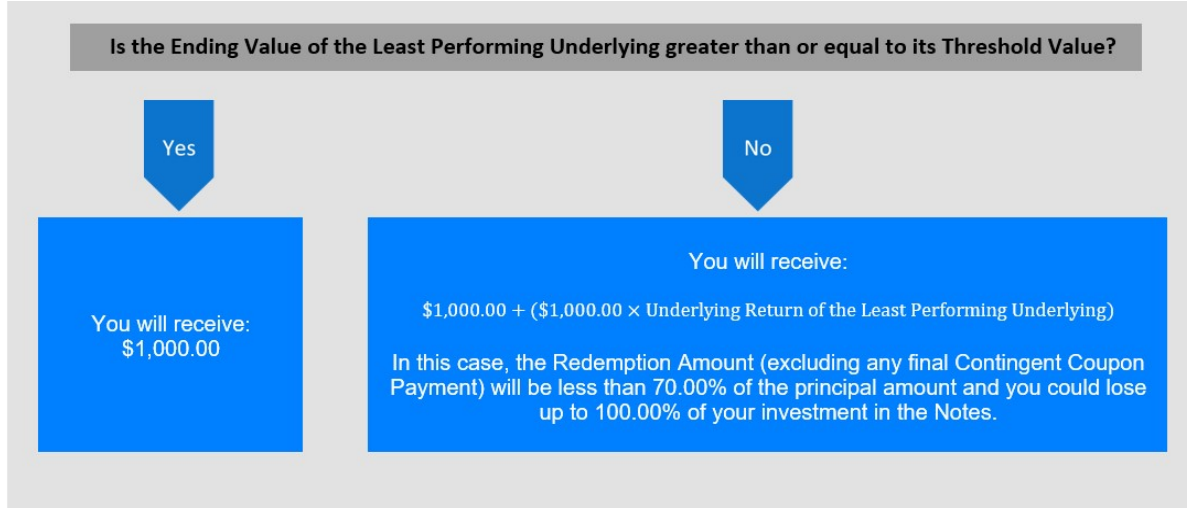 Is the Ending Value of the Least Performing Underlying greater than or equal to its Threshold Value?
Yes
No
You will receive:
$1,000.00
You will receive:
$1,000.00 + ($1,000.00 × Underlying Return of the Least Performing Underlying)
In this case, the Redemption Amount (excluding any final Contingent Coupon
Payment) will be less than 70.00% of the principal amount and you could lose
up to 100.00% of your investment in the Notes.